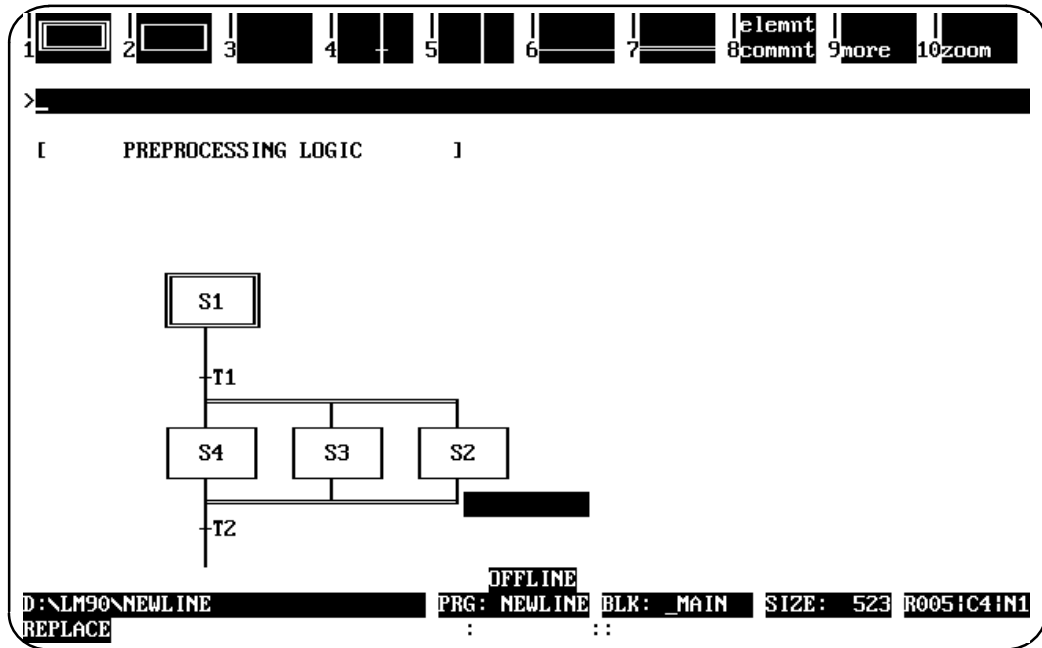 elemnt
1 2 3 4 5 6 7 8commnt 9more 10zoom
>_
[ PREPROCESSING LOGIC ]
S1
T1
S4 S3 S2
T2
OFFLINE
D:\LM90\NEWLINE PRG: NEWLINE BLK: _MAIN SIZE: 523 R005¦C4¦N1
REPLACE : ::